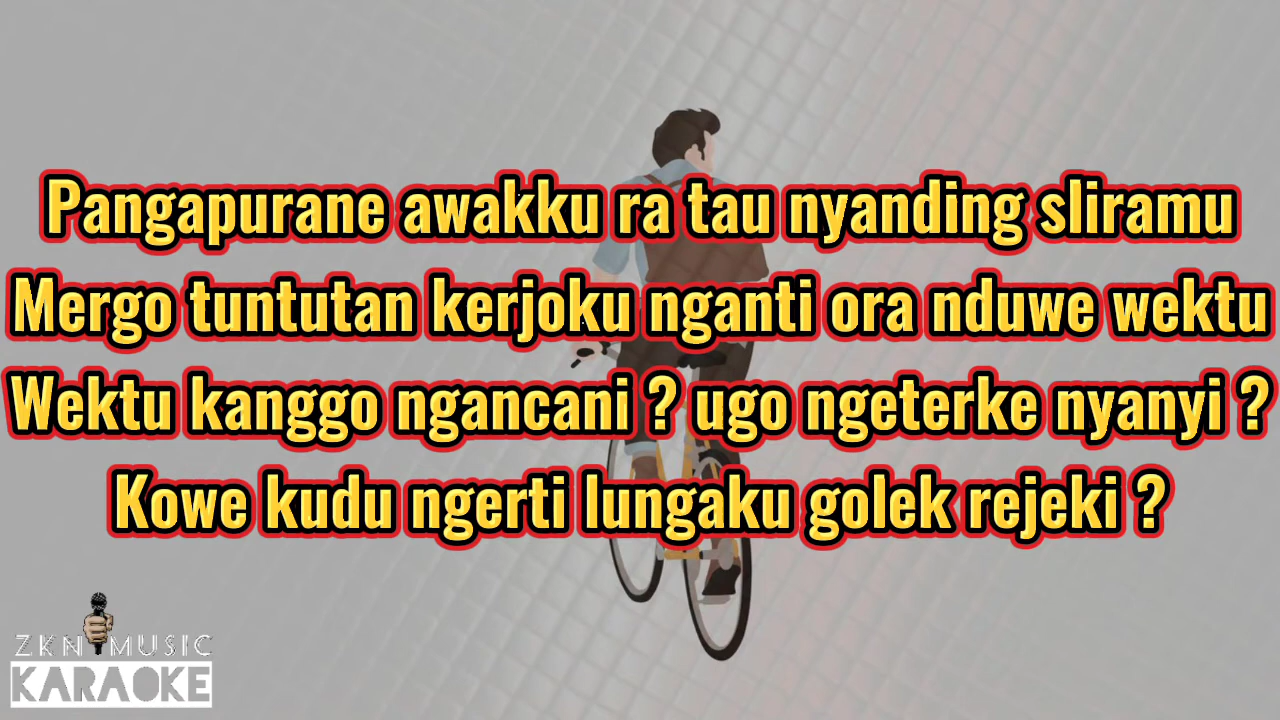 Pangapurane awakku ra tau nyanding sliramu
Mergo tuntutan kerjoku nganti ora nduwe wektu
Wektu kanggo ngancani ? ugo ngeterke nyanyi ?
Kowe kudu ngerti lungaku golek rejeki ?
ZKN MUSIC
KARAOKE